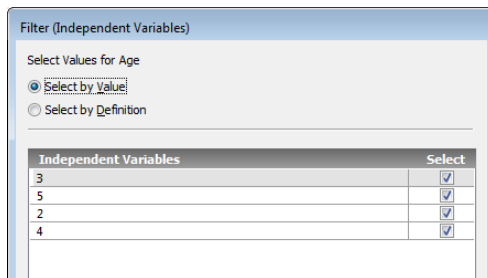 Filter (Independent Variables)
Select Values for Age
Select by Value
Select by Definition
Independent Variables Select
3
5
2
4